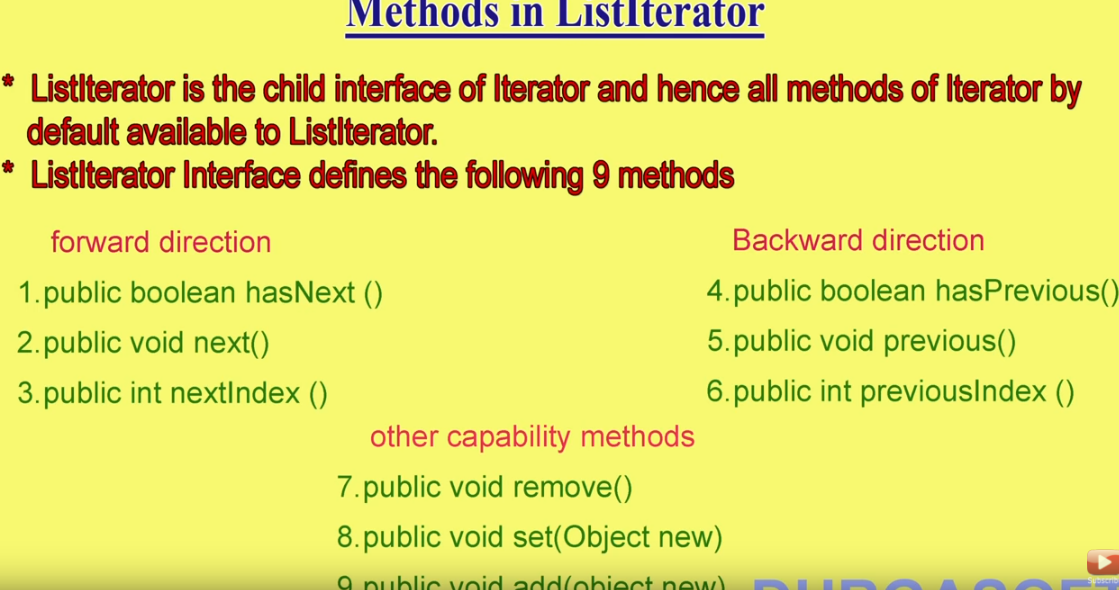 Methods in ListIterator
* ListIterator is the child interface of Iterator and hence all methods of Iterator by
default available to ListIterator.
* ListIterator Interface defines the following 9 methods
forward direction
1.public boolean hasNext ()
2.public void next()
3.public int nextIndex ()
Backward direction
4.public boolean hasPrevious()
5.public void previous()
6.public int previousIndex ()
other capability methods
7.public void remove()
8.public void set(Object new)
9.public void add(object new)